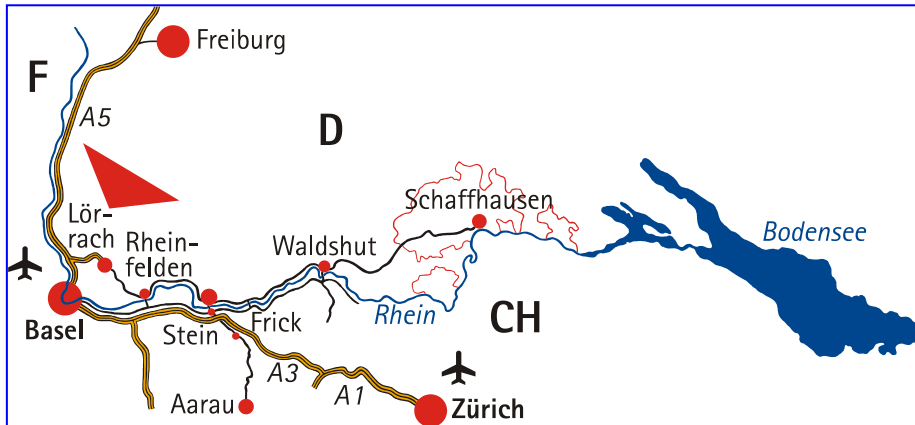 Freiburg
F
A5
D
Schaffhausen
Lör-
rach
Rhein-
felden
Waldshut
Bodensee
Basel
Stein
Frick
Rhein
CH
A3
A1
Aarau
Zürich